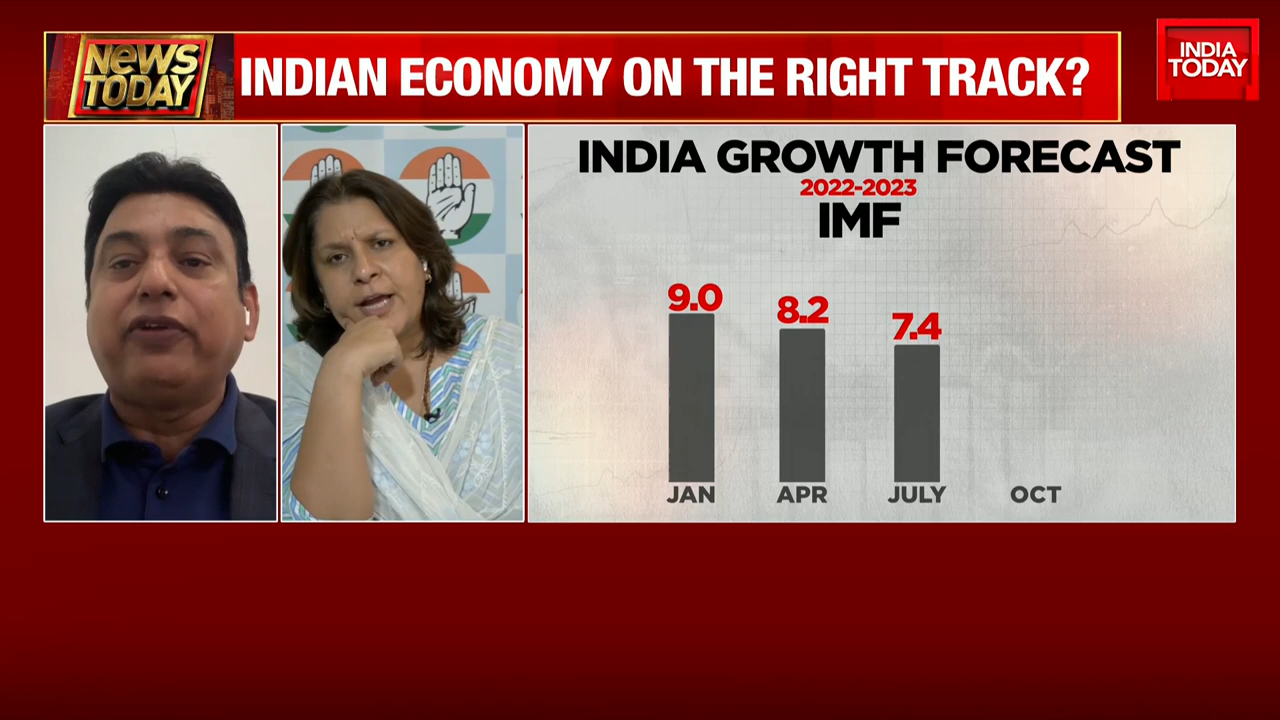 NEWS
TODAY
INDIAN ECONOMY ON THE RIGHT TRACK?
INDIA
TODAY
INDIA GROWTH FORECAST
2022-2023
IMF
9.0
8.2
7.4
JAN
APR
JULY
OCT